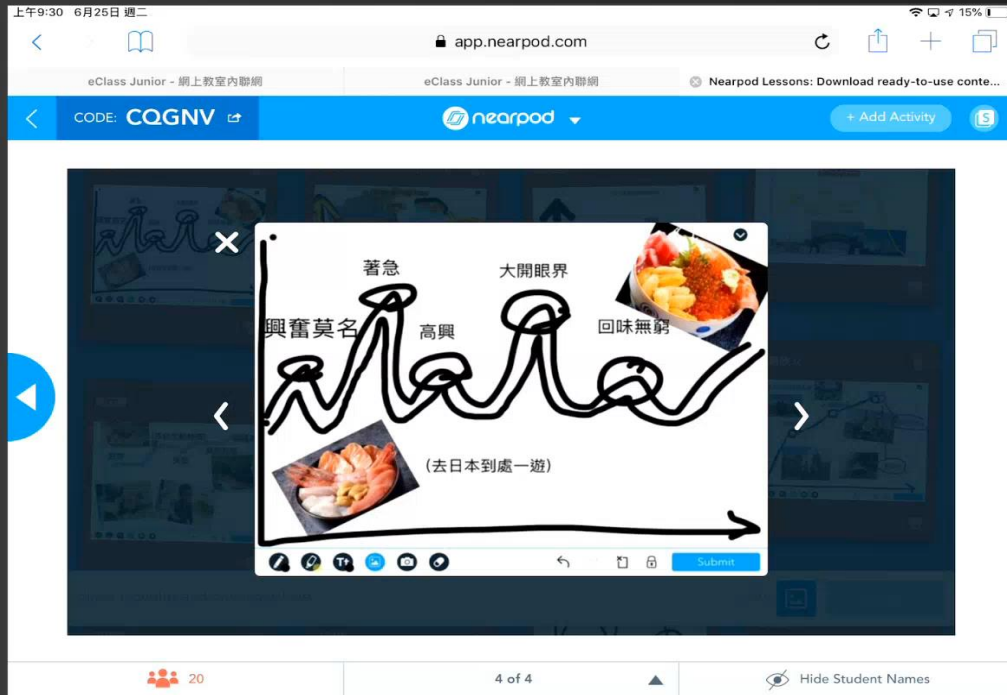 上午9:30 6月25日 週二
15%
app.nearpod.com
eClass Junior - 網上教室內聯網
eClass Junior - 網上教室內聯網
Nearpod Lessons: Download ready-to-use conte...
CODE: CQGNV
nearpod
+ Add Activity
S
著急
大開眼界
興奮莫名
高興
回味無窮
(去日本到處一遊)
T+
Submit
20
4 of 4
Hide Student Names